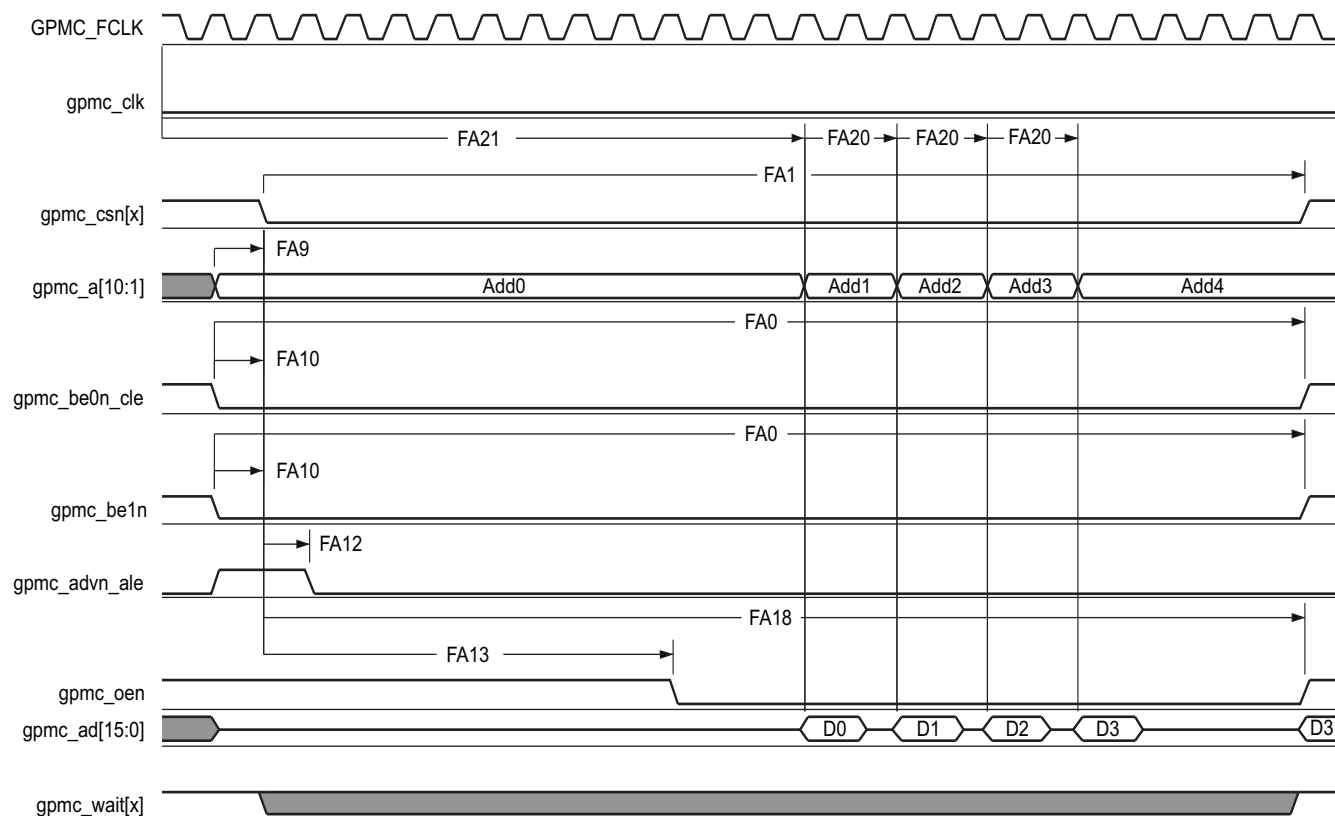 GPMC_FCLK
gpmc_clk
FA21 FA20 FA20 FA20
FA1
gpmc_csn[x]
FA9
gpmc_a[10:1] Add0 Add1 Add2 Add3 Add4
FA0
FA10
gpmc_be0n_cle
FA0
FA10
gpmc_be1n
FA12
gpmc_advn_ale
FA18
FA13
gpmc_oen
gpmc_ad[15:0] D0 D1 D2 D3 D3
gpmc_wait[x]